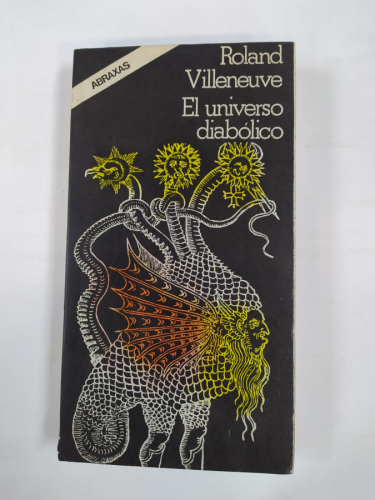 ABRAXAS
Roland
Villeneuve
El universo
diabólico